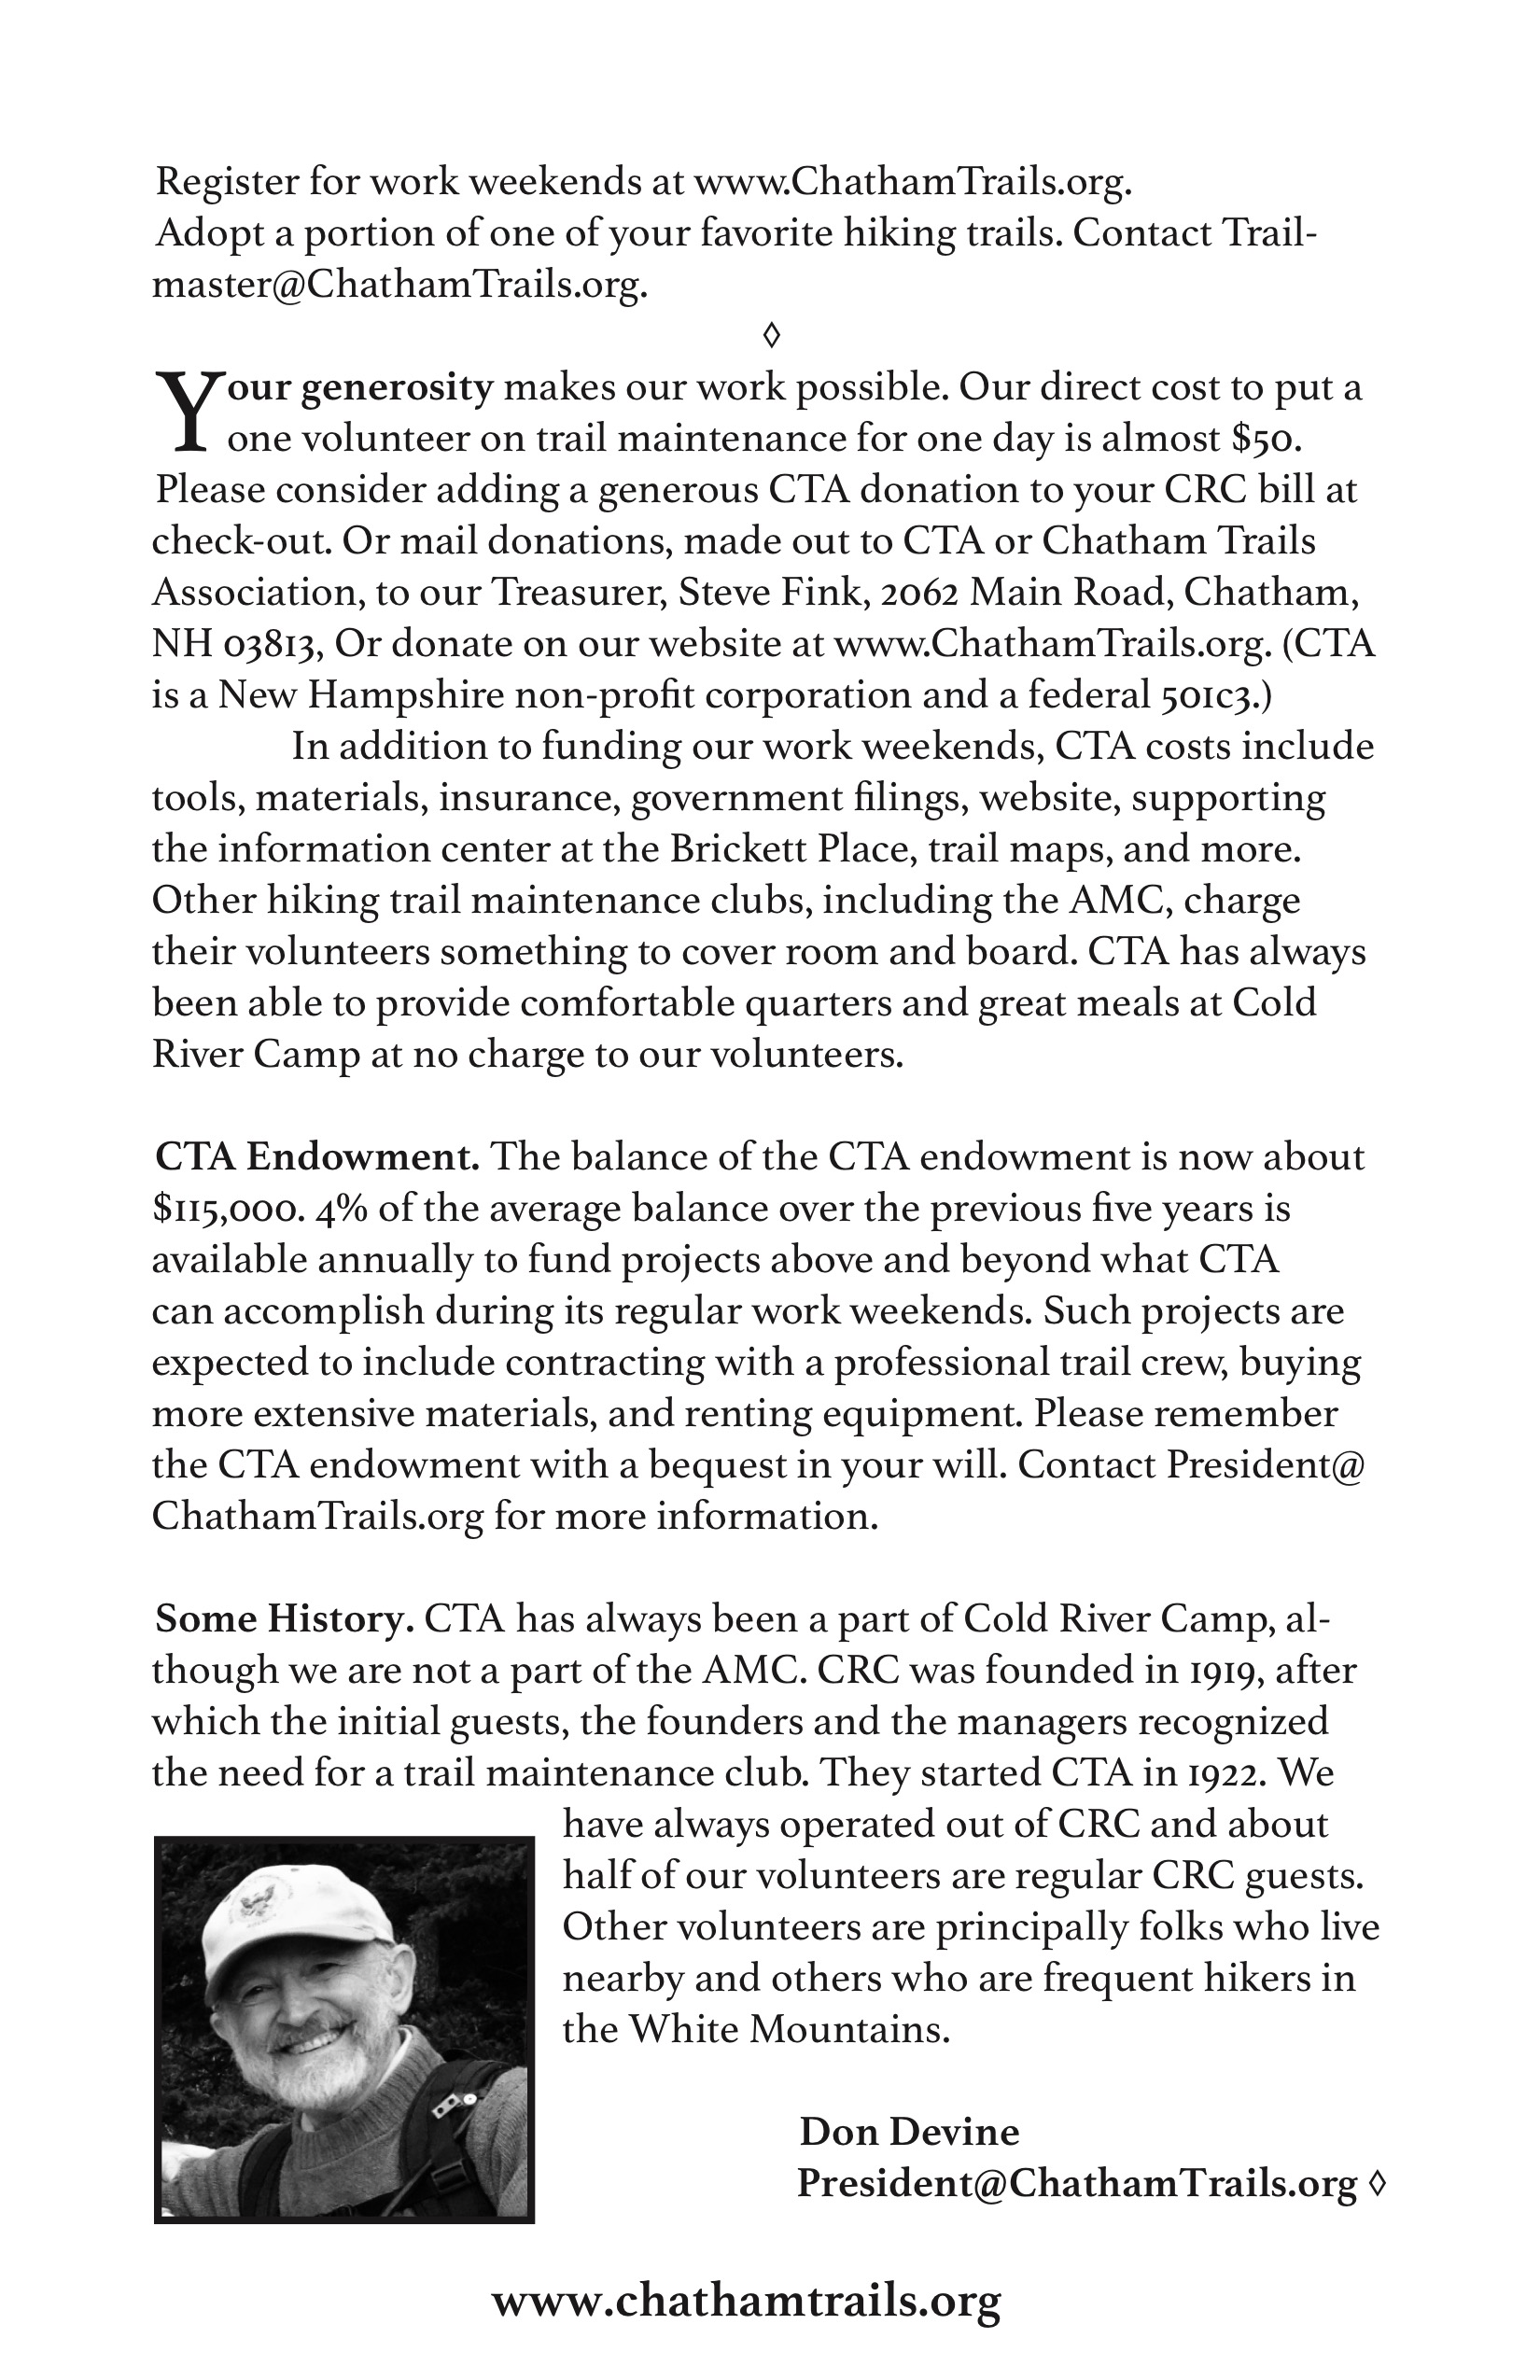 Register for work weekends at www.ChathamTrails.org.
Adopt a portion of one of your favorite hiking trails. Contact Trail-
master@ChathamTrails.org.
◊
Your generosity makes our work possible. Our direct cost to put a
one volunteer on trail maintenance for one day is almost $50.
Please consider adding a generous CTA donation to your CRC bill at
check-out. Or mail donations, made out to CTA or Chatham Trails
Association, to our Treasurer, Steve Fink, 2062 Main Road, Chatham,
NH 03813, Or donate on our website at www.ChathamTrails.org. (CTA
is a New Hampshire non-profit corporation and a federal 501c3.)
In addition to funding our work weekends, CTA costs include
tools, materials, insurance, government filings, website, supporting
the information center at the Brickett Place, trail maps, and more.
Other hiking trail maintenance clubs, including the AMC, charge
their volunteers something to cover room and board. CTA has always
been able to provide comfortable quarters and great meals at Cold
River Camp at no charge to our volunteers.
CTA Endowment. The balance of the CTA endowment is now about
$115,000. 4% of the average balance over the previous five years is
available annually to fund projects above and beyond what CTA
can accomplish during its regular work weekends. Such projects are
expected to include contracting with a professional trail crew, buying
more extensive materials, and renting equipment. Please remember
the CTA endowment with a bequest in your will. Contact President@
ChathamTrails.org for more information.
Some History. CTA has always been a part of Cold River Camp, al-
though we are not a part of the AMC. CRC was founded in 1919, after
which the initial guests, the founders and the managers recognized
the need for a trail maintenance club. They started CTA in 1922. We
have always operated out of CRC and about
half of our volunteers are regular CRC guests.
Other volunteers are principally folks who live
nearby and others who are frequent hikers in
the White Mountains.
Don Devine
President@ChathamTrails.org ◊
www.chathamtrails.org